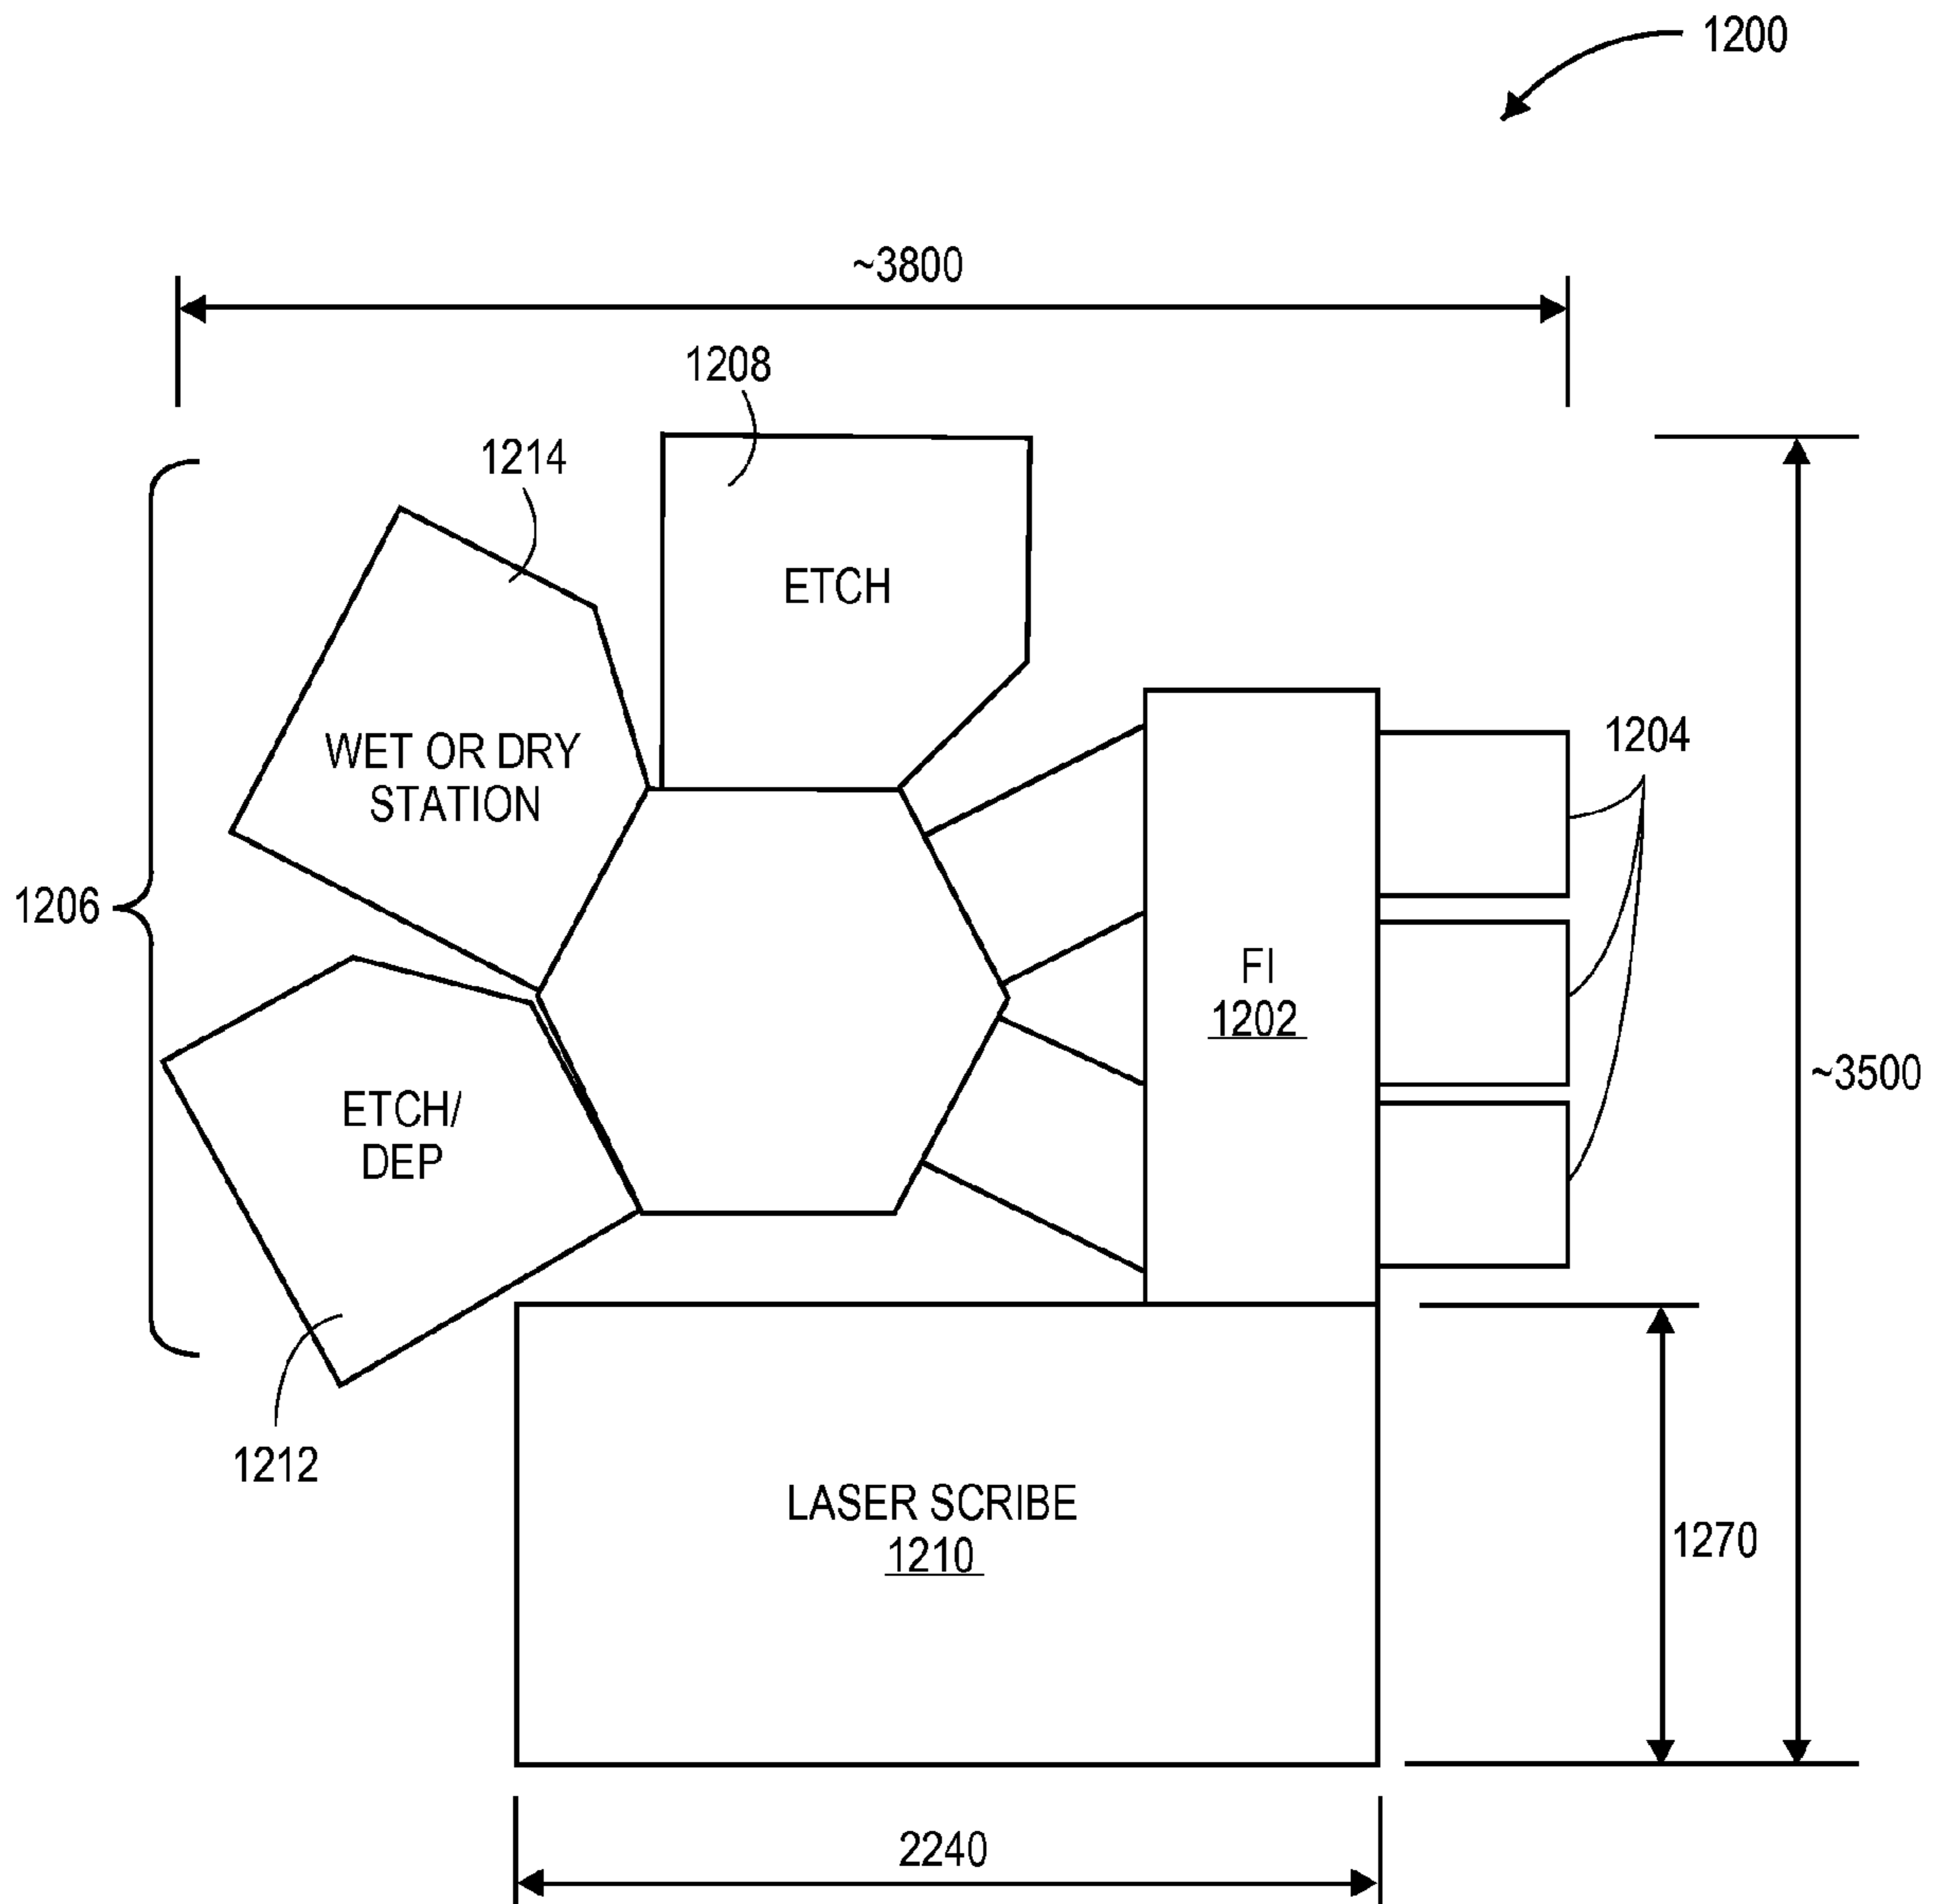 1200
~3800
1208
1214
ETCH
WET OR DRY
STATION
1204
1206
FI
1202
~3500
ETCH/
DEP
1212
LASER SCRIBE
1210
1270
2240